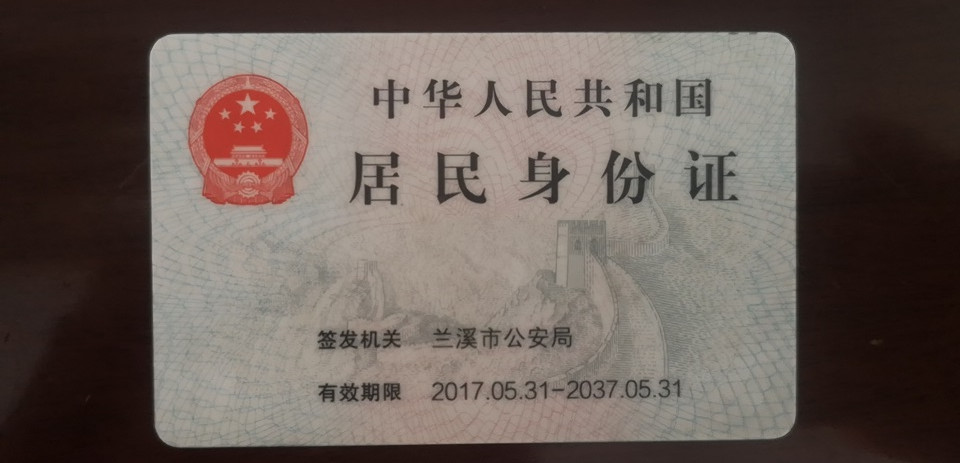 中华人民共和国
居民身份证
签发机关 兰溪市公安局
有效期限 2017.05.31-2037.05.31